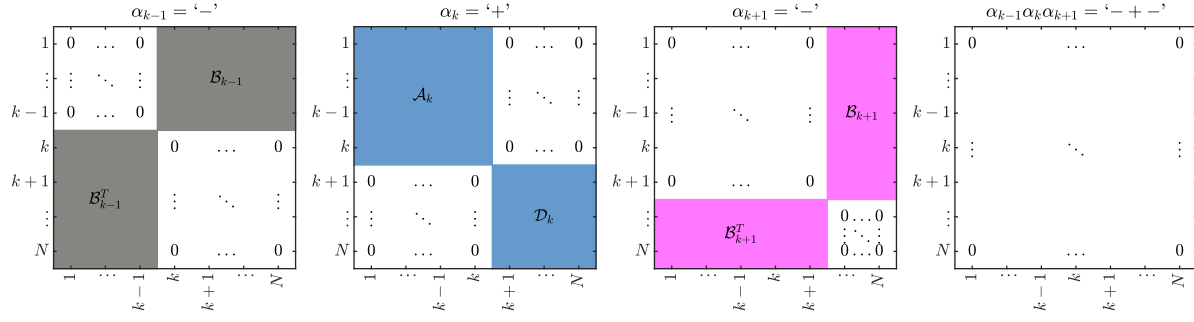 α_{k−1} = ‘−’ α_k = ‘+’ α_{k+1} = ‘−’ α_{k−1}α_kα_{k+1} = ‘− + −’
1 0 … 0 1 0 … 0 1 0 … 0 1 0 … 0
⋮ ⋮ ⋱ ⋮ 𝓑_{k−1} ⋮ 𝓐_k ⋮ ⋱ ⋮ ⋮ ⋮ ⋱ ⋮ 𝓑_{k+1} ⋮
k − 1 0 … 0 k − 1 k − 1 k − 1
k 0 … 0 k 0 … 0 k k ⋮ ⋱ ⋮
k + 1 𝓑^T_{k−1} k + 1 0 … 0 k + 1 0 … 0 k + 1
⋮ ⋮ ⋱ ⋮ ⋮ ⋮ ⋱ ⋮ 𝓓_k ⋮ 𝓑^T_{k+1} 0 … 0 ⋮ ⋱ ⋮ ⋮
N 0 … 0 N 0 … 0 N 0 … 0 N 0 … 0
1 … k − 1 k k + 1 … N 1 … k − 1 k k + 1 … N 1 … k − 1 k k + 1 … N 1 … k − 1 k k + 1 … N